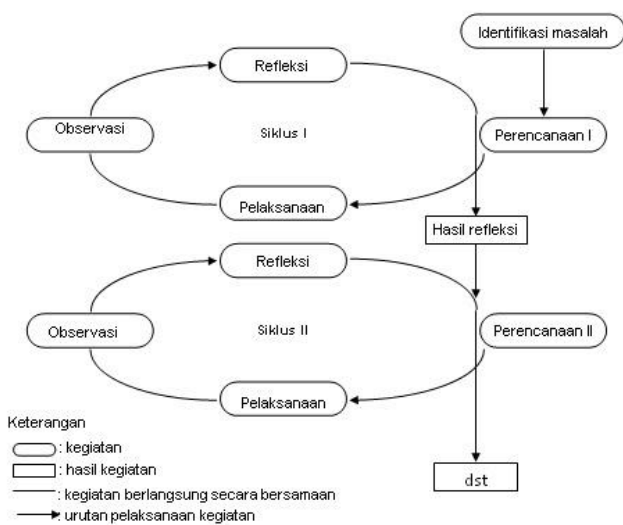 Identifikasi masalah
Refleksi
Observasi
Siklus I
Perencanaan I
Pelaksanaan
Hasil refleksi
Refleksi
Observasi
Siklus II
Perencanaan II
Pelaksanaan
Keterangan
: kegiatan
: hasil kegiatan
: kegiatan berlangsung secara bersamaan
: urutan pelaksanaan kegiatan
dst